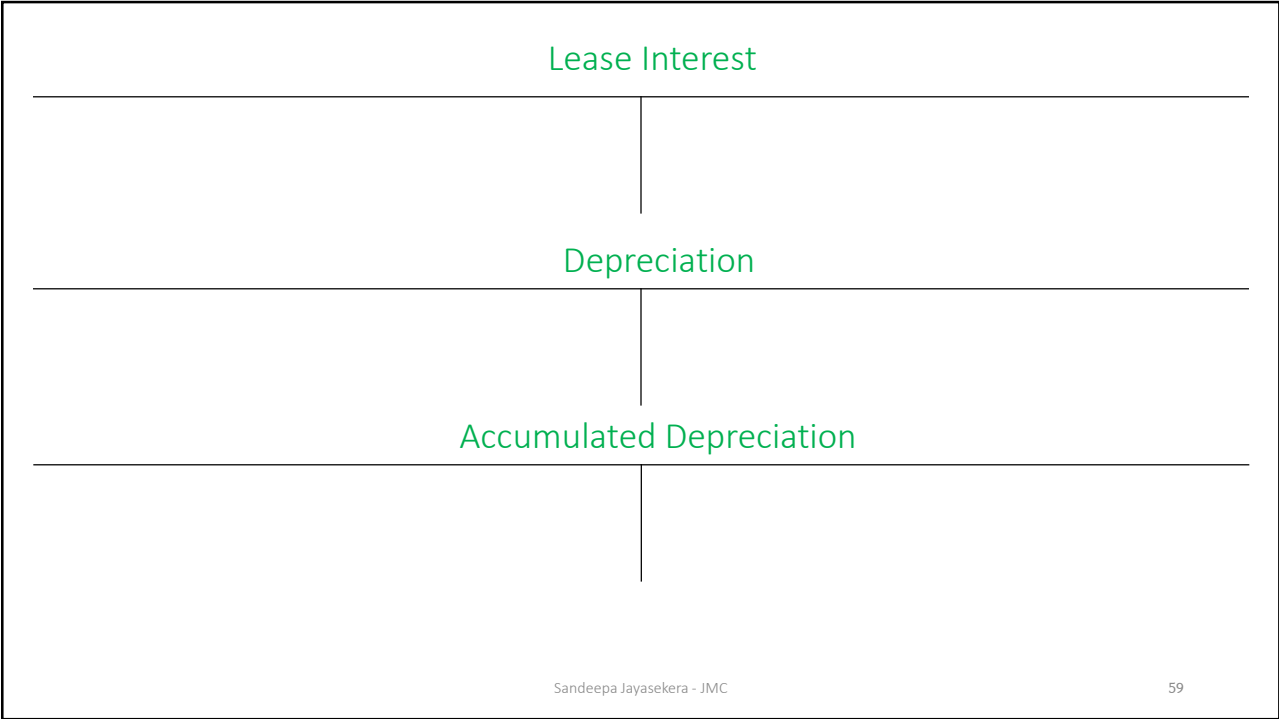 Lease Interest
Depreciation
Accumulated Depreciation
Sandeepa Jayasekera - JMC
59